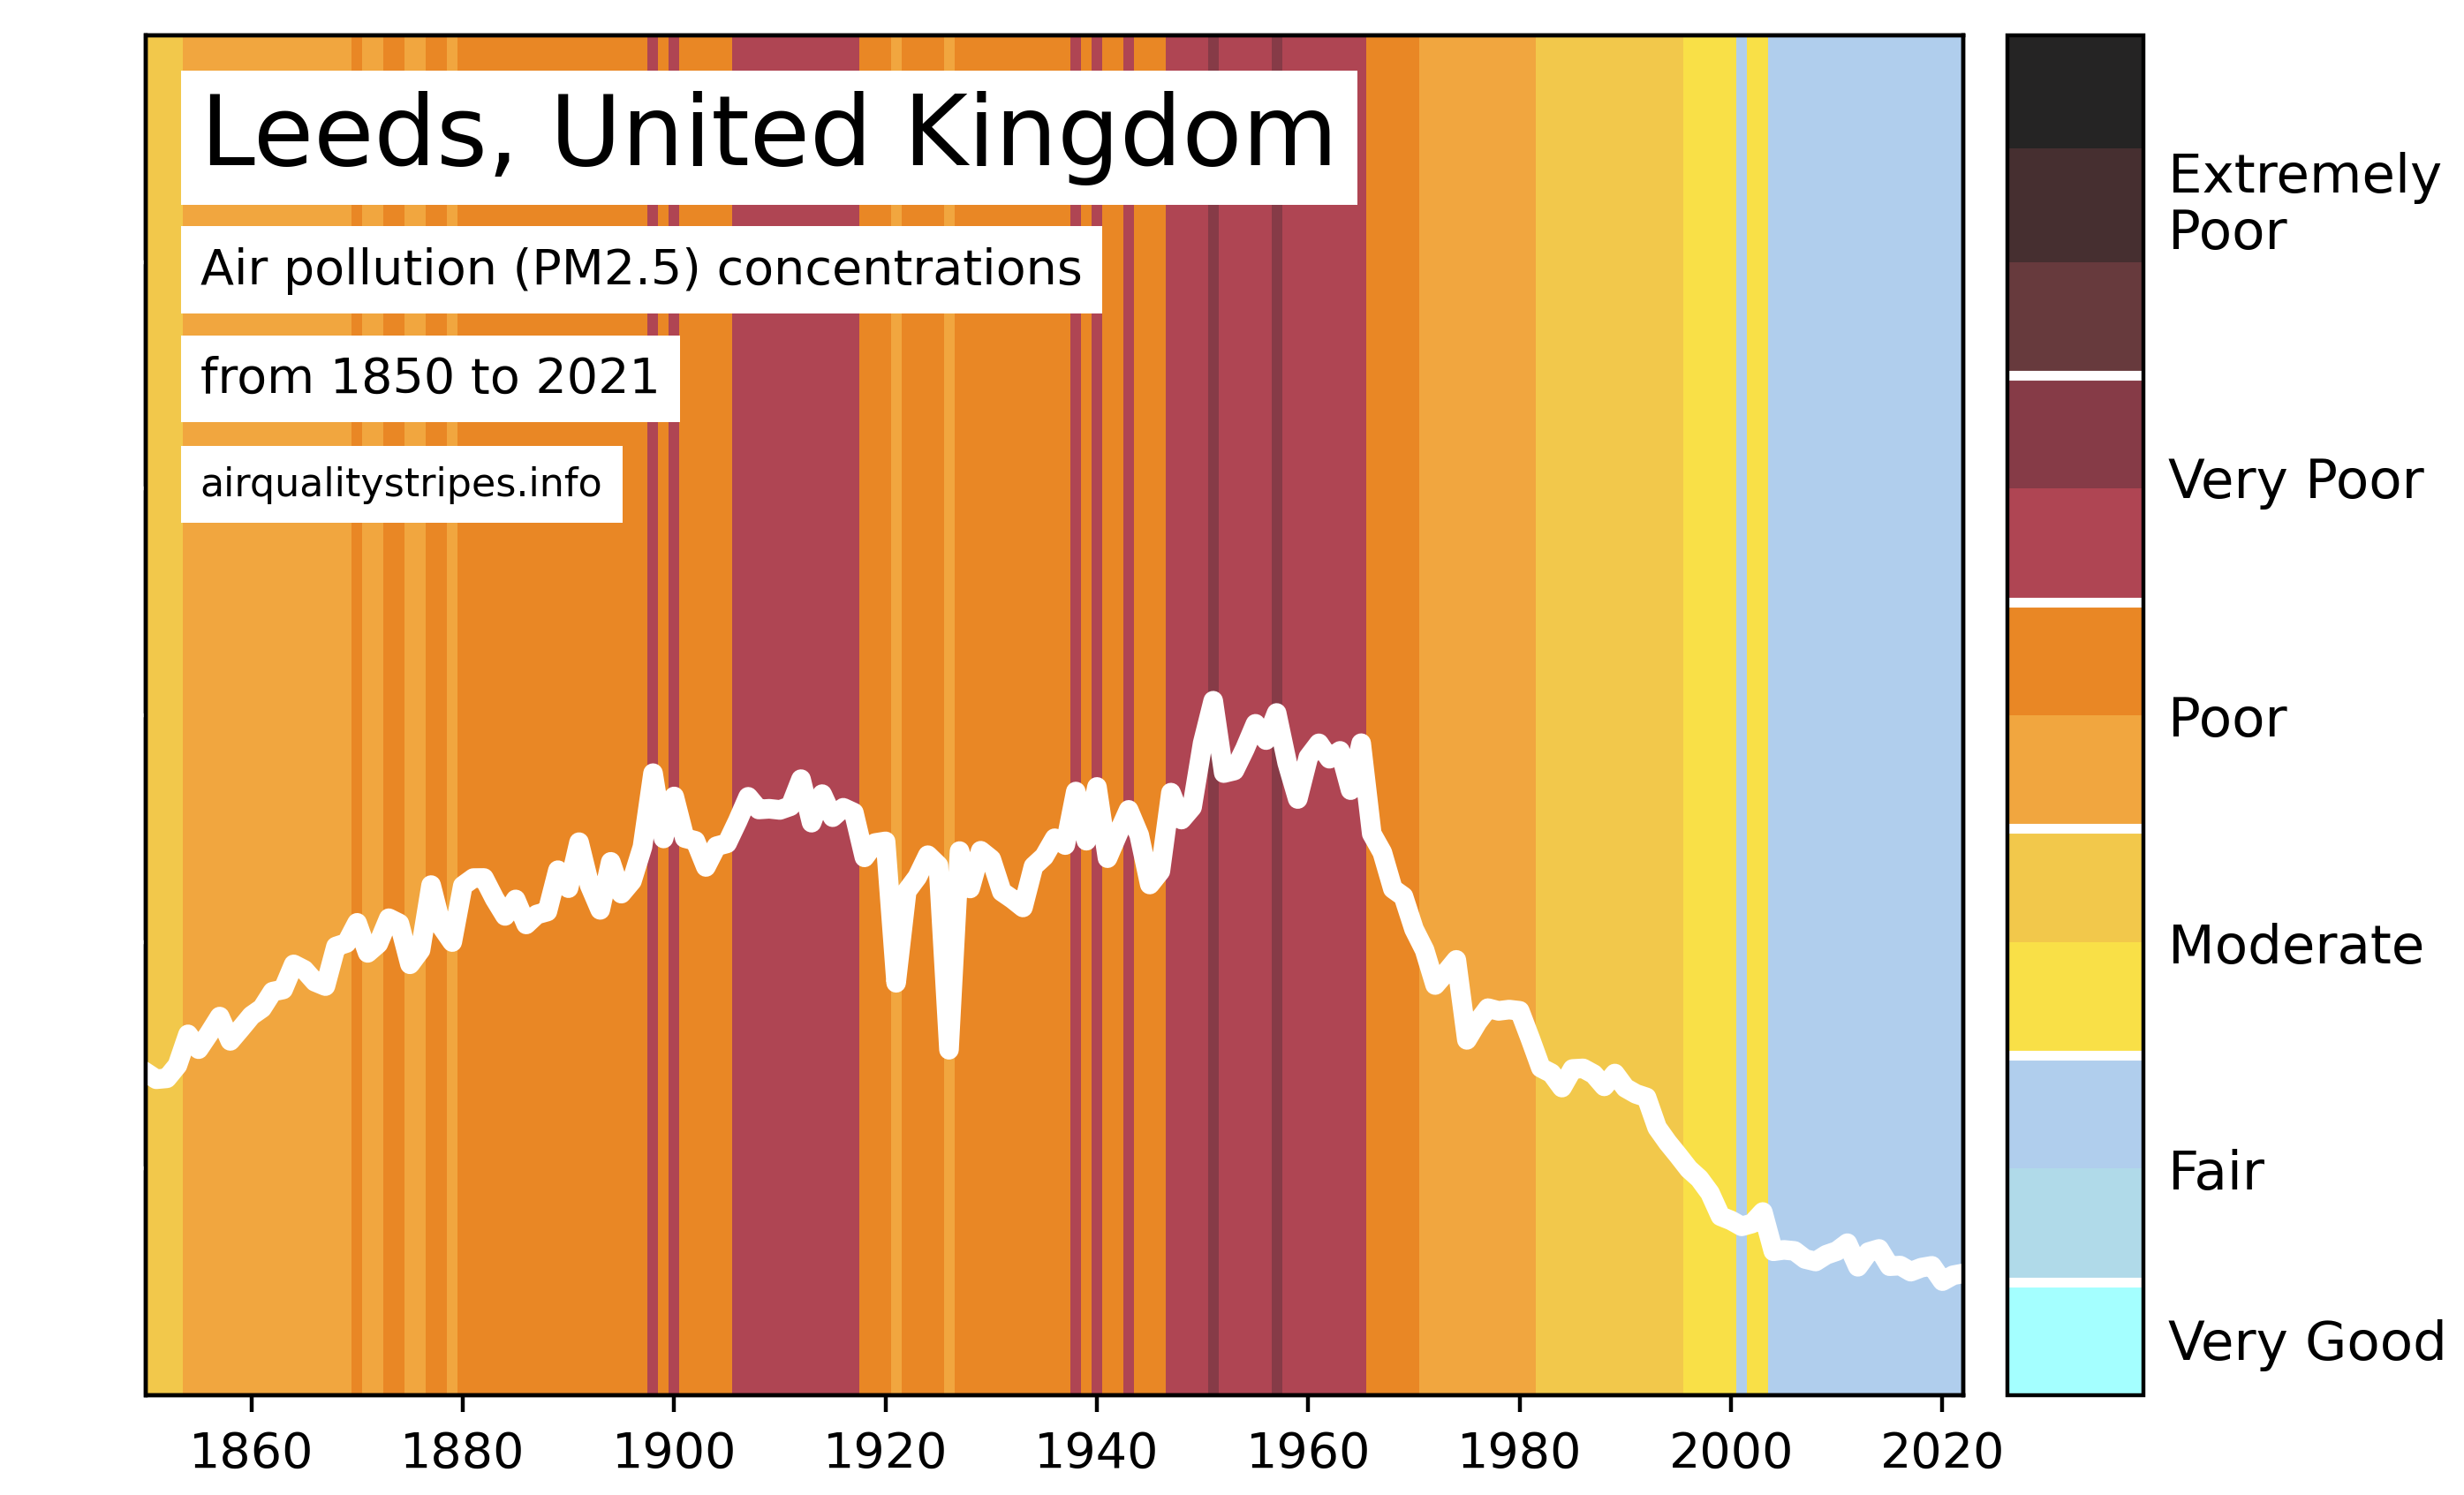 Leeds, United Kingdom
Air pollution (PM2.5) concentrations
from 1850 to 2021
airqualitystripes.info
Extremely
Poor
Very Poor
Poor
Moderate
Fair
Very Good
1860 1880 1900 1920 1940 1960 1980 2000 2020